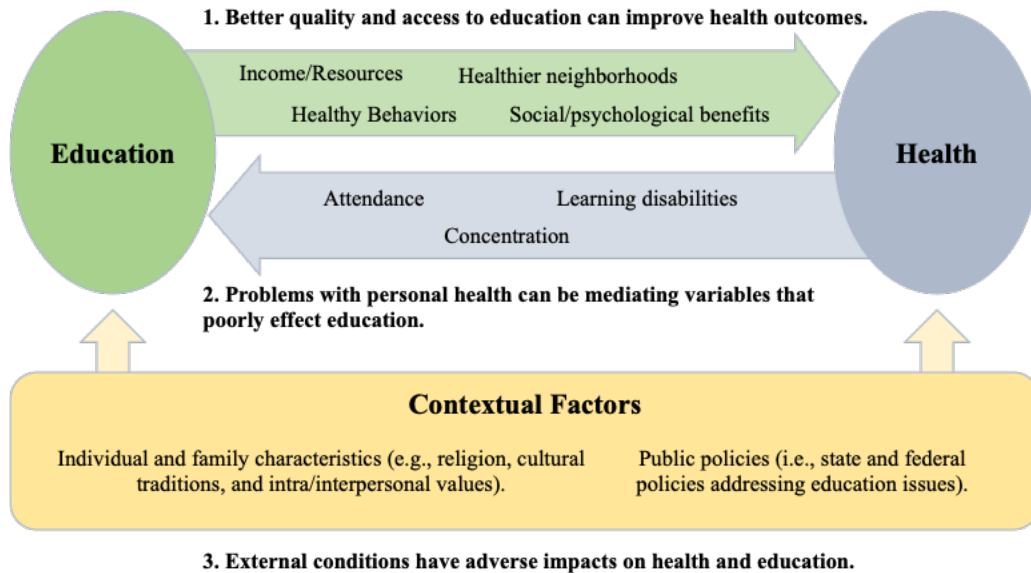 1. Better quality and access to education can improve health outcomes.
Income/Resources
Healthier neighborhoods
Healthy Behaviors
Social/psychological benefits
Education
Health
Attendance
Learning disabilities
Concentration
2. Problems with personal health can be mediating variables that
poorly effect education.
Contextual Factors
Individual and family characteristics (e.g., religion, cultural
traditions, and intra/interpersonal values).
Public policies (i.e., state and federal
policies addressing education issues).
3. External conditions have adverse impacts on health and education.